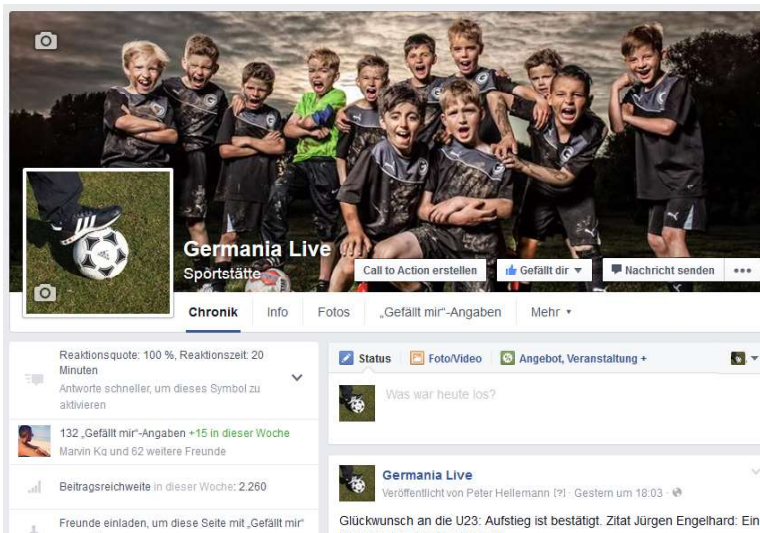 Germania Live
Sportstätte
Call to Action erstellen
Gefällt dir
Nachricht senden
Chronik
Info
Fotos
„Gefällt mir“-Angaben
Mehr
Reaktionsquote: 100 %, Reaktionszeit: 20
Minuten
Antworte schneller, um dieses Symbol zu
aktivieren
132 „Gefällt mir“-Angaben +15 in dieser Woche
Marvin Kq und 62 weitere Freunde
Beitragsreichweite in dieser Woche: 2.260
Freunde einladen, um diese Seite mit „Gefällt mir“
Status
Foto/Video
Angebot, Veranstaltung +
Was war heute los?
Germania Live
Veröffentlicht von Peter Hellemann [?] · Gestern um 18:03 ·
Glückwunsch an die U23: Aufstieg ist bestätigt. Zitat Jürgen Engelhard: Ein